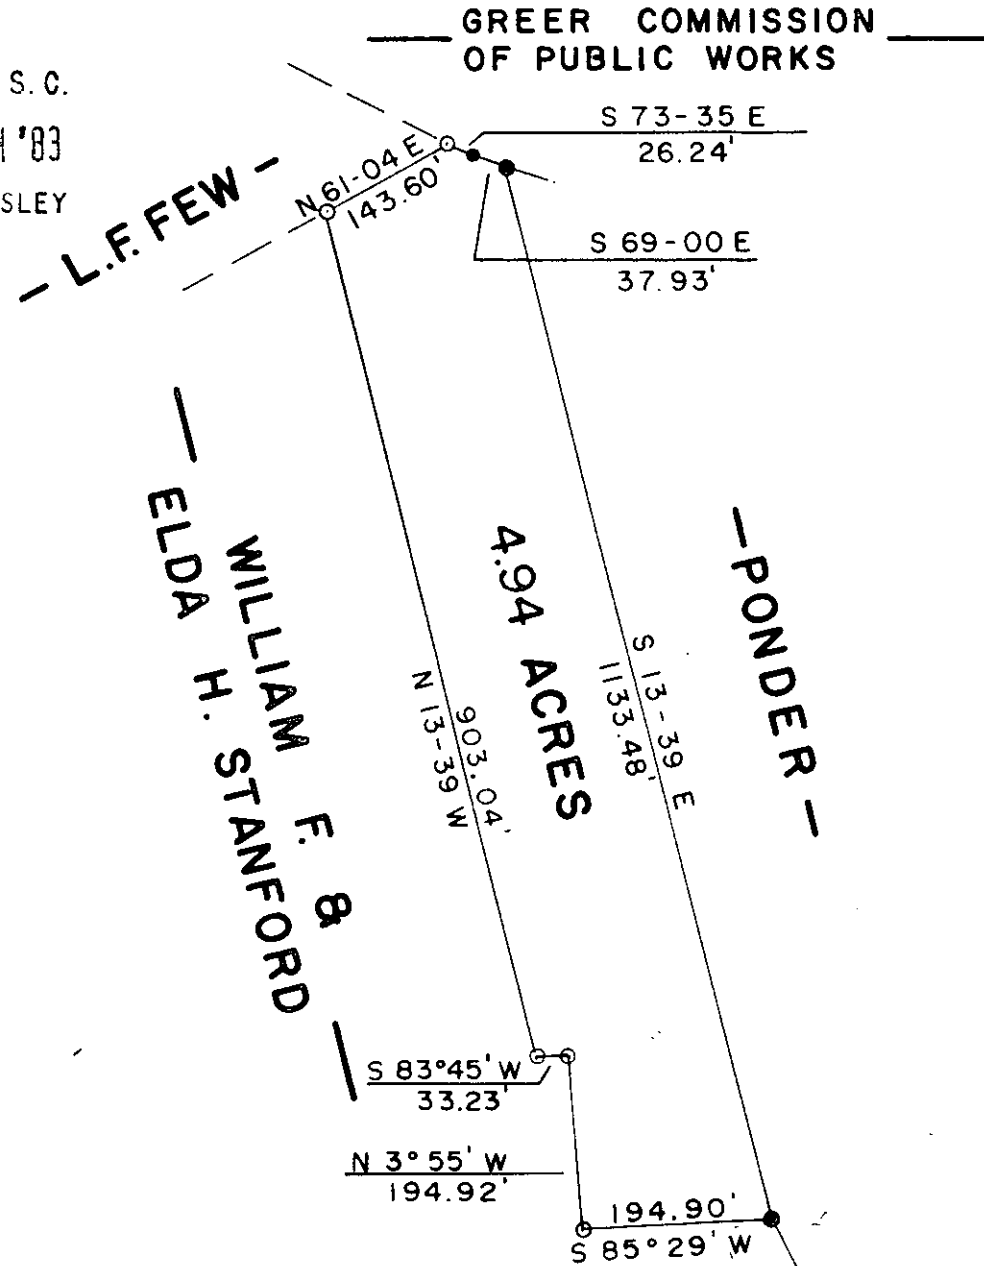 GREER COMMISSION
OF PUBLIC WORKS
S. C.
'83
SLEY
S 73-35 E
26.24'
N 61-04 E
143.60'
- L.F. FEW -
S 69-00 E
37.93'
WILLIAM F. &
ELDA H. STANFORD
4.94 ACRES
- PONDER -
S 13-39 E
1133.48'
903.04'
N 13-39 W
S 83°45' W
33.23'
N 3°55' W
194.92'
194.90'
S 85°29' W